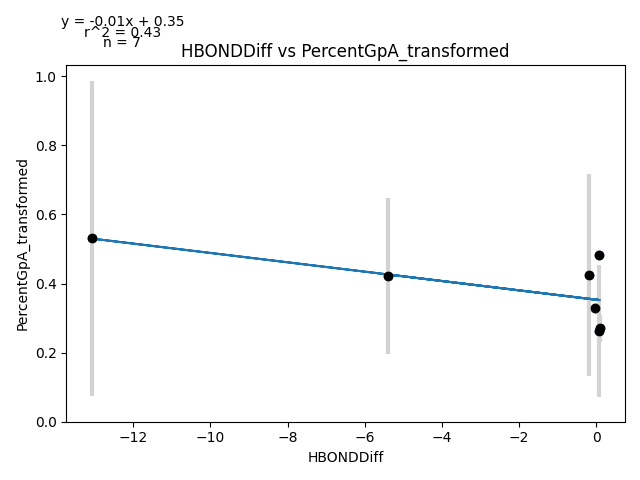 y = -0.01x + 0.35
r^2 = 0.43
n = 7
HBONDDiff vs PercentGpA_transformed
1.0
0.8
0.6
0.4
0.2
0.0
PercentGpA_transformed
−12
−10
−8
−6
−4
−2
0
HBONDDiff